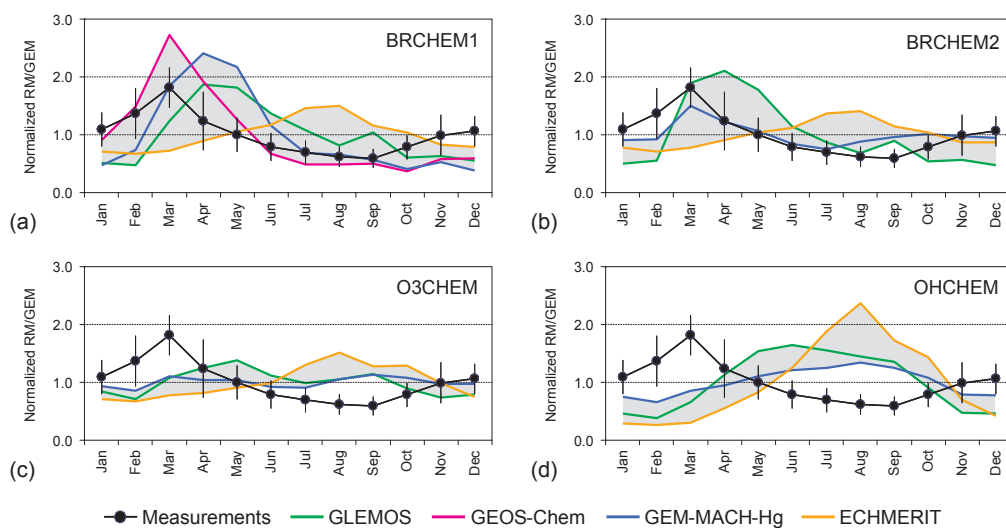 BRCHEM1
Normalized RM/GEM
3.0
2.0
1.0
0.0
Jan Feb Mar Apr May Jun Jul Aug Sep Oct Nov Dec
(a)
BRCHEM2
Normalized RM/GEM
3.0
2.0
1.0
0.0
Jan Feb Mar Apr May Jun Jul Aug Sep Oct Nov Dec
(b)
O3CHEM
Normalized RM/GEM
3.0
2.0
1.0
0.0
Jan Feb Mar Apr May Jun Jul Aug Sep Oct Nov Dec
(c)
OHCHEM
Normalized RM/GEM
3.0
2.0
1.0
0.0
Jan Feb Mar Apr May Jun Jul Aug Sep Oct Nov Dec
(d)
Measurements GLEMOS GEOS-Chem GEM-MACH-Hg ECHMERIT